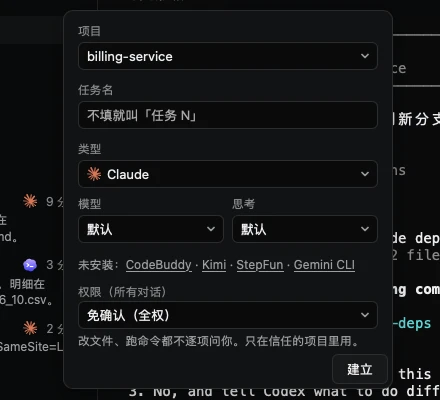 项目
billing-service
ce
任务名
不填就叫「任务 N」
新分支
类型
Claude
ns
9 分
模型
思考
在
nd。
默认
默认
de dep
2 file
3 分
未安装：CodeBuddy · Kimi · StepFun · Gemini CLI
，明细在
6_10.csv。
权限（所有对话）
ng com
免确认（全权）
-deps
2 分
SameSite=L
改文件、跑命令都不逐项问你。只在信任的项目里用。
建立
this
3. No, and tell Codex what to do diff